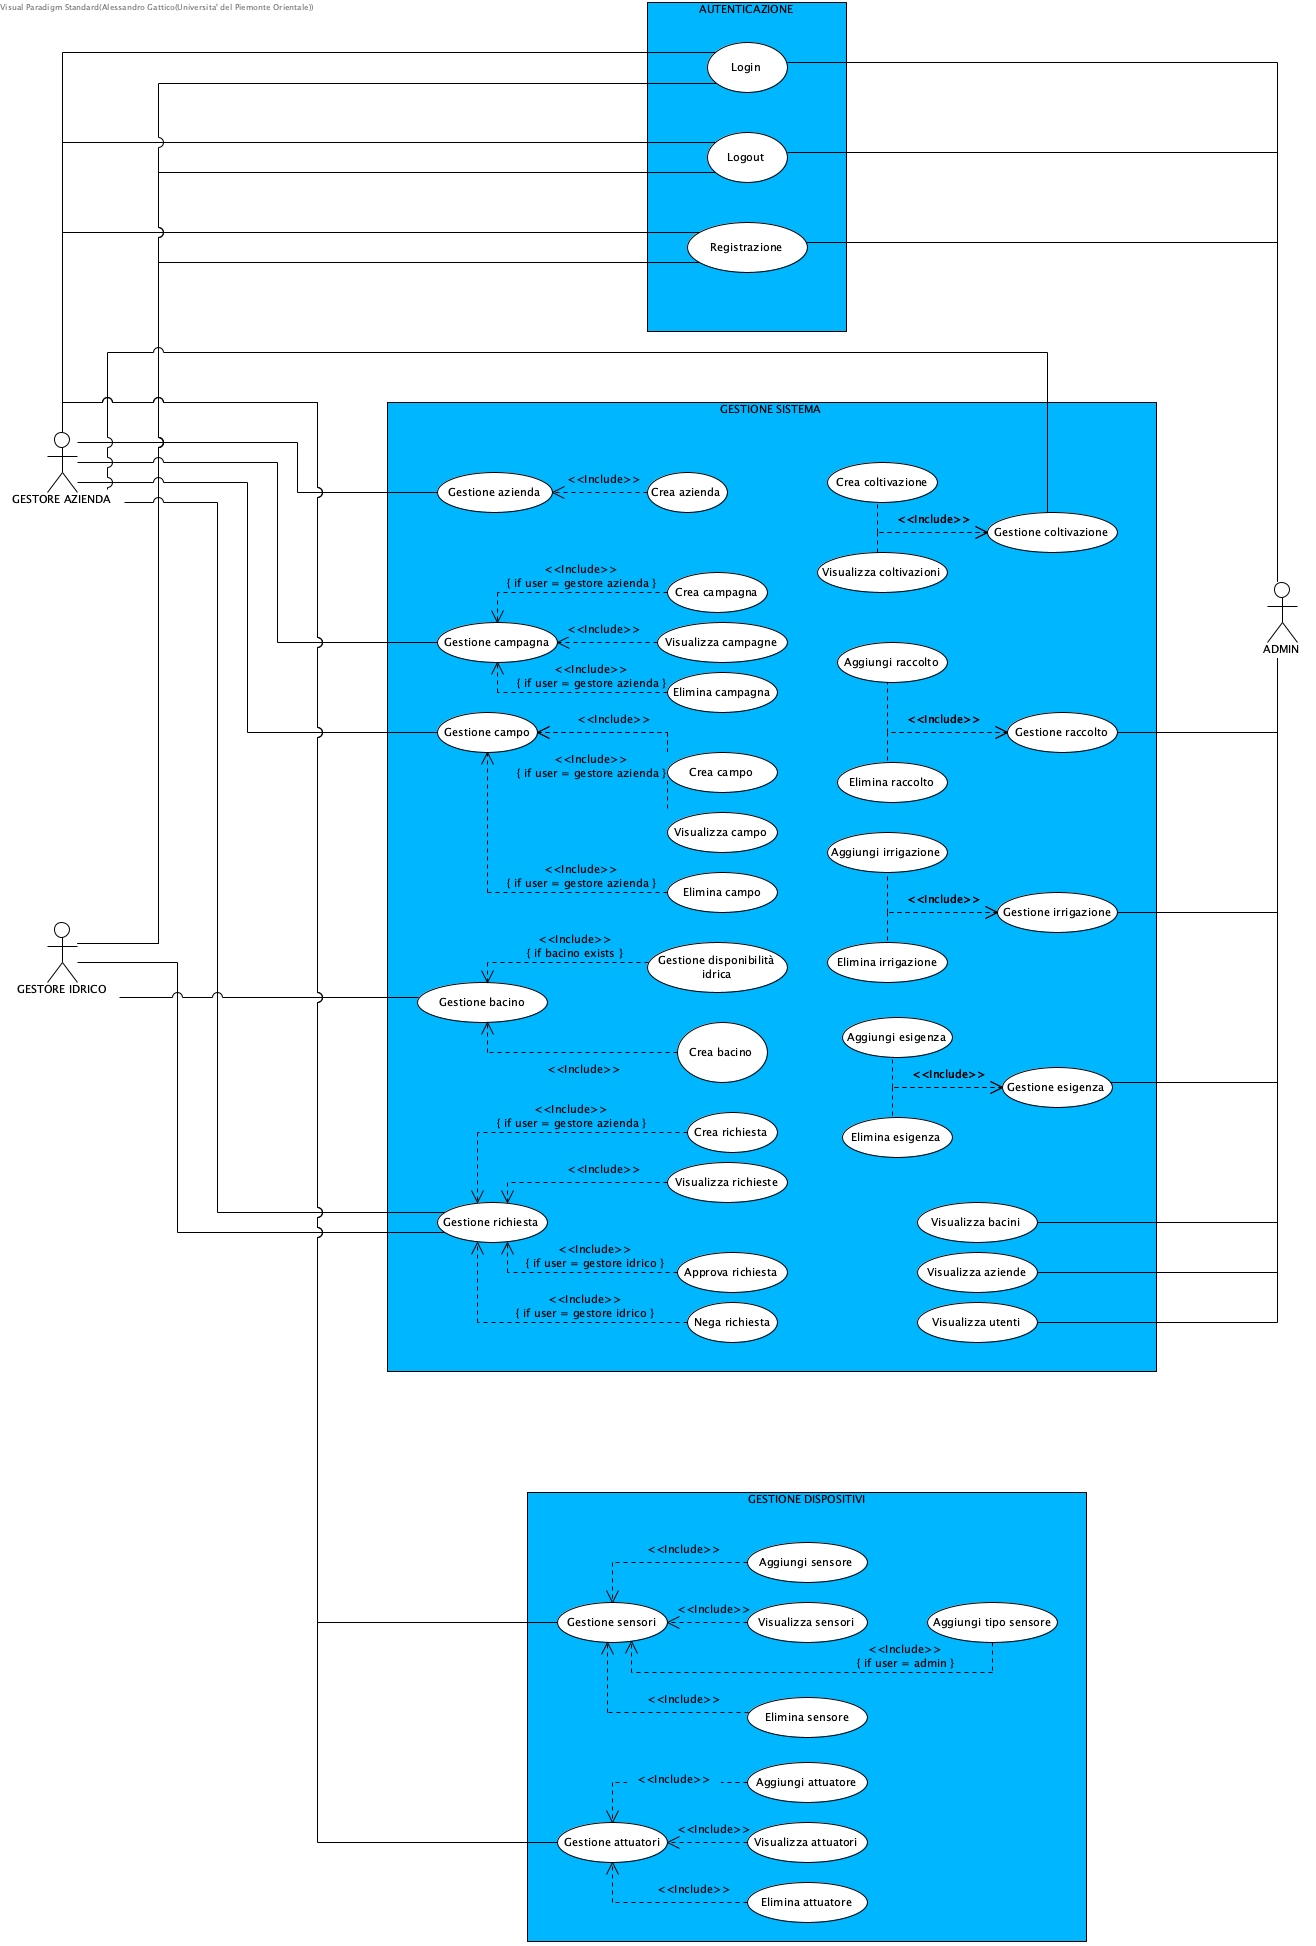 Visual Paradigm Standard(Alessandro Gattico(Universita' del Piemonte Orientale))
AUTENTICAZIONE
Login
Logout
Registrazione
GESTORE AZIENDA
GESTORE IDRICO
ADMIN
GESTIONE SISTEMA
Gestione azienda
<<Include>>
Crea azienda
<<Include>>
{ if user = gestore azienda }
Crea campagna
Gestione campagna
<<Include>>
Visualizza campagne
<<Include>>
{ if user = gestore azienda }
Elimina campagna
Gestione campo
<<Include>>
<<Include>>
{ if user = gestore azienda }
Crea campo
Visualizza campo
<<Include>>
{ if user = gestore azienda }
Elimina campo
<<Include>>
{ if bacino exists }
Gestione disponibilità
idrica
Gestione bacino
Crea bacino
<<Include>>
<<Include>>
{ if user = gestore azienda }
Crea richiesta
<<Include>>
Visualizza richieste
Gestione richiesta
<<Include>>
{ if user = gestore idrico }
Approva richiesta
<<Include>>
{ if user = gestore idrico }
Nega richiesta
Crea coltivazione
<<Include>>
Gestione coltivazione
Visualizza coltivazioni
Aggiungi raccolto
<<Include>>
Gestione raccolto
Elimina raccolto
Aggiungi irrigazione
<<Include>>
Gestione irrigazione
Elimina irrigazione
Aggiungi esigenza
<<Include>>
Gestione esigenza
Elimina esigenza
Visualizza bacini
Visualizza aziende
Visualizza utenti
GESTIONE DISPOSITIVI
<<Include>>
Aggiungi sensore
Gestione sensori
<<Include>>
Visualizza sensori
Aggiungi tipo sensore
<<Include>>
{ if user = admin }
<<Include>>
Elimina sensore
<<Include>>
Aggiungi attuatore
Gestione attuatori
<<Include>>
Visualizza attuatori
<<Include>>
Elimina attuatore